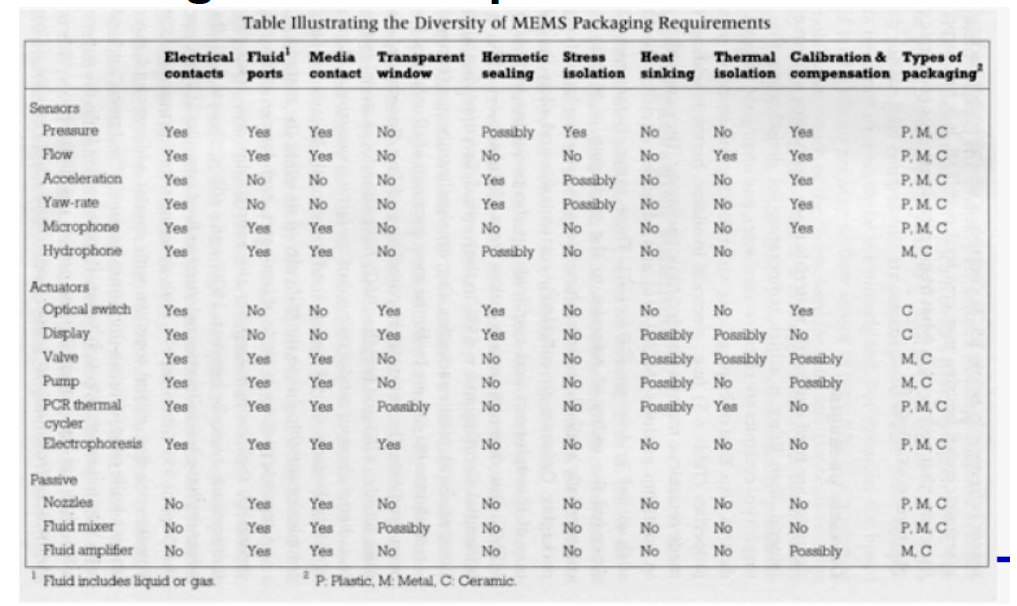 Table Illustrating the Diversity of MEMS Packaging Requirements
Electrical contacts Fluid¹ ports Media contact Transparent window Hermetic sealing Stress isolation Heat sinking Thermal isolation Calibration & compensation Types of packaging²
Sensors
Pressure Yes Yes Yes No Possibly Yes No No Yes P, M, C
Flow Yes Yes Yes No No No No Yes Yes P, M, C
Acceleration Yes No No No Yes Possibly No No Yes P, M, C
Yaw-rate Yes No No No Yes Possibly No No Yes P, M, C
Microphone Yes Yes Yes No No No No No Yes P, M, C
Hydrophone Yes Yes Yes No Possibly No No No M, C
Actuators
Optical switch Yes No No Yes Yes No No No Yes C
Display Yes No No Yes Yes No Possibly Possibly No C
Valve Yes Yes Yes No No No Possibly Possibly Possibly M, C
Pump Yes Yes Yes No No No Possibly No Possibly M, C
PCR thermal cycler Yes Yes Yes Possibly No No Possibly Yes No P, M, C
Electrophoresis Yes Yes Yes Yes No No No No No P, M, C
Passive
Nozzles No Yes Yes No No No No No No P, M, C
Fluid mixer No Yes Yes Possibly No No No No No P, M, C
Fluid amplifier No Yes Yes No No No No No Possibly M, C
¹ Fluid includes liquid or gas. ² P: Plastic, M: Metal, C: Ceramic.